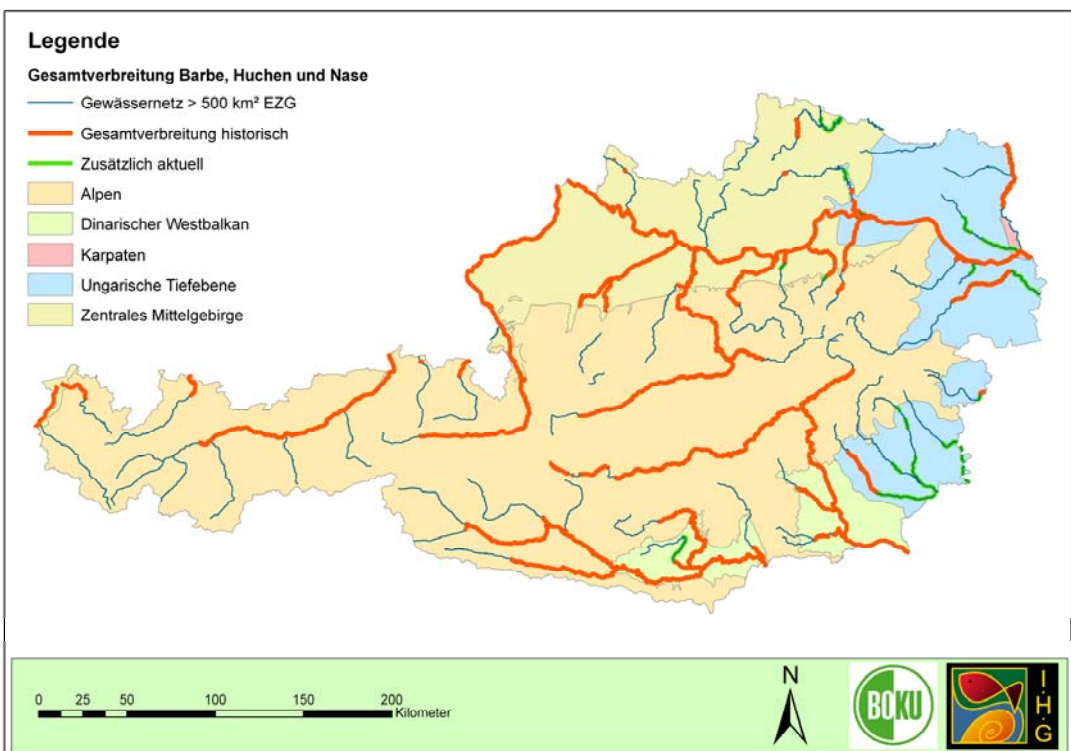 Legende
Gesamtverbreitung Barbe, Huchen und Nase
Gewässernetz > 500 km² EZG
Gesamtverbreitung historisch
Zusätzlich aktuell
Alpen
Dinarischer Westbalkan
Karpaten
Ungarische Tiefebene
Zentrales Mittelgebirge
0 25 50 100 150 200
Kilometer
N
BOKU
I·H·G